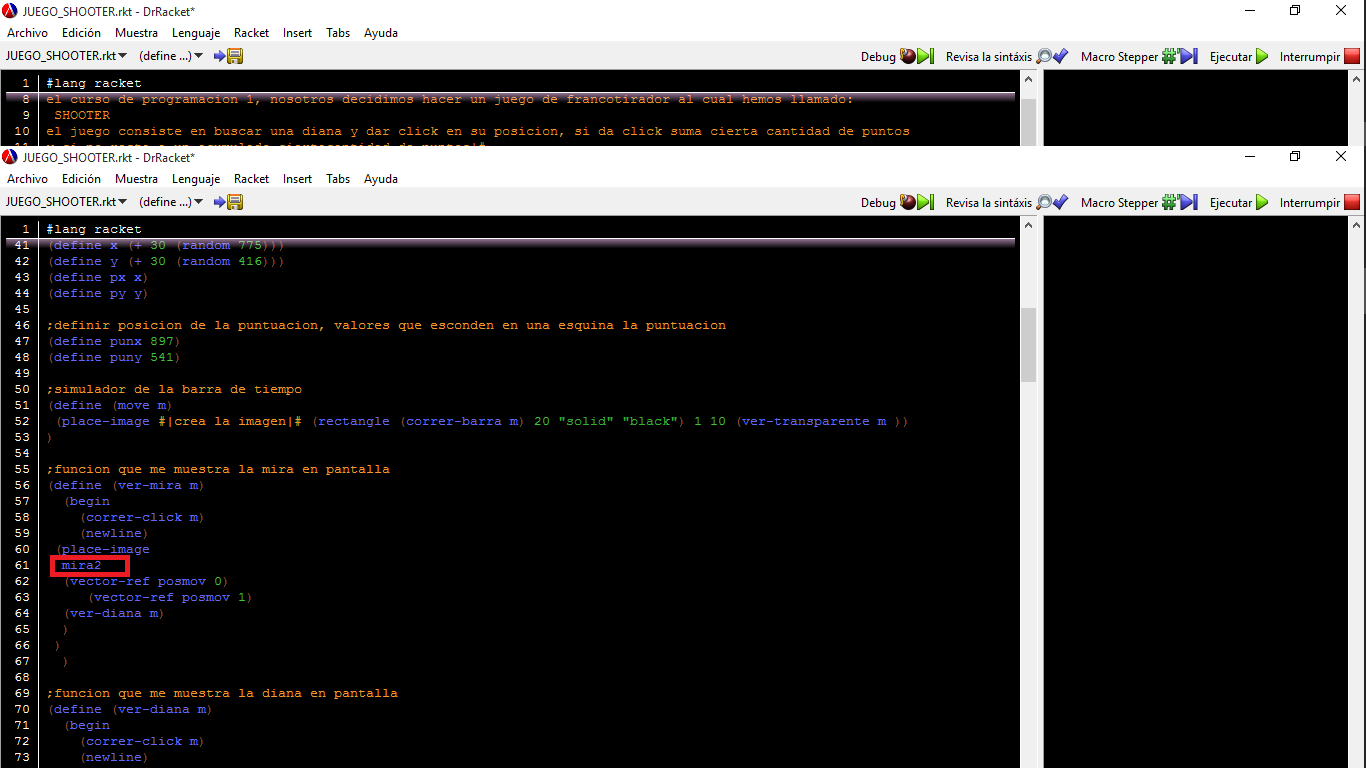 JUEGO_SHOOTER.rkt - DrRacket*
Archivo Edición Muestra Lenguaje Racket Insert Tabs Ayuda
JUEGO_SHOOTER.rkt (define ...) Debug Revisa la sintáxis Macro Stepper Ejecutar Interrumpir
1 #lang racket
8 el curso de programacion 1, nosotros decidimos hacer un juego de francotirador al cual hemos llamado:
9 SHOOTER
10 el juego consiste en buscar una diana y dar click en su posicion, si da click suma cierta cantidad de puntos
JUEGO_SHOOTER.rkt - DrRacket*
Archivo Edición Muestra Lenguaje Racket Insert Tabs Ayuda
JUEGO_SHOOTER.rkt (define ...) Debug Revisa la sintáxis Macro Stepper Ejecutar Interrumpir
1 #lang racket
41 (define x (+ 30 (random 775)))
42 (define y (+ 30 (random 416)))
43 (define px x)
44 (define py y)
45
46 ;definir posicion de la puntuacion, valores que esconden en una esquina la puntuacion
47 (define punx 897)
48 (define puny 541)
49
50 ;simulador de la barra de tiempo
51 (define (move m)
52 (place-image #|crea la imagen|# (rectangle (correr-barra m) 20 "solid" "black") 1 10 (ver-transparente m ))
53 )
54
55 ;funcion que me muestra la mira en pantalla
56 (define (ver-mira m)
57 (begin
58 (correr-click m)
59 (newline)
60 (place-image
61 mira2
62 (vector-ref posmov 0)
63 (vector-ref posmov 1)
64 (ver-diana m)
65 )
66 )
67 )
68
69 ;funcion que me muestra la diana en pantalla
70 (define (ver-diana m)
71 (begin
72 (correr-click m)
73 (newline)